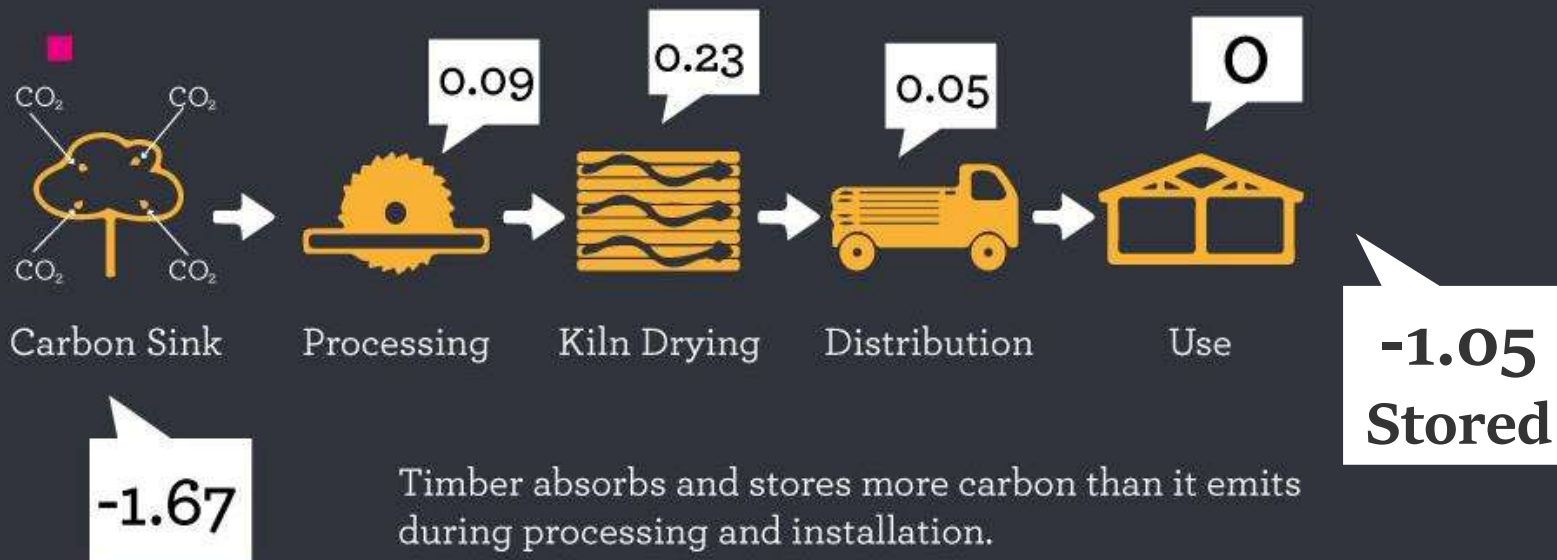 0.09
0.23
0.05
0
CO₂
CO₂
CO₂
CO₂
Carbon Sink
Processing
Kiln Drying
Distribution
Use
-1.05
Stored
-1.67
Timber absorbs and stores more carbon than it emits
during processing and installation.